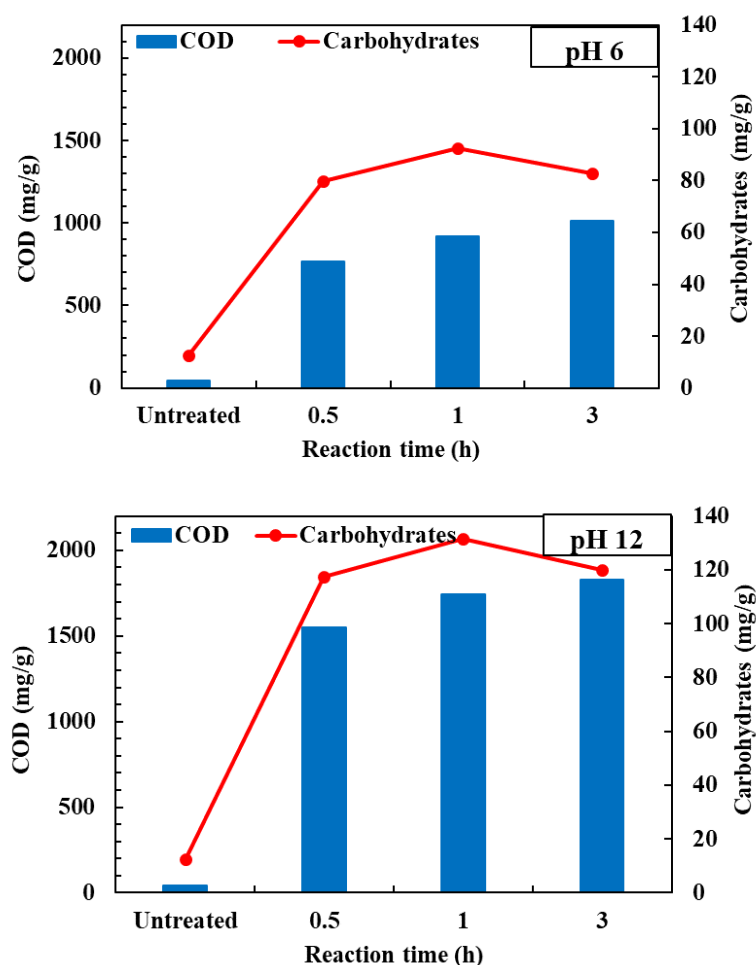 COD Carbohydrates pH 6
COD (mg/g)
2000
1500
1000
500
0
140
120
100
80
60
40
20
0
Carbohydrates (mg/g)
Untreated 0.5 1 3
Reaction time (h)
COD Carbohydrates pH 12
COD (mg/g)
2000
1500
1000
500
0
140
120
100
80
60
40
20
0
Carbohydrates (mg/g)
Untreated 0.5 1 3
Reaction time (h)